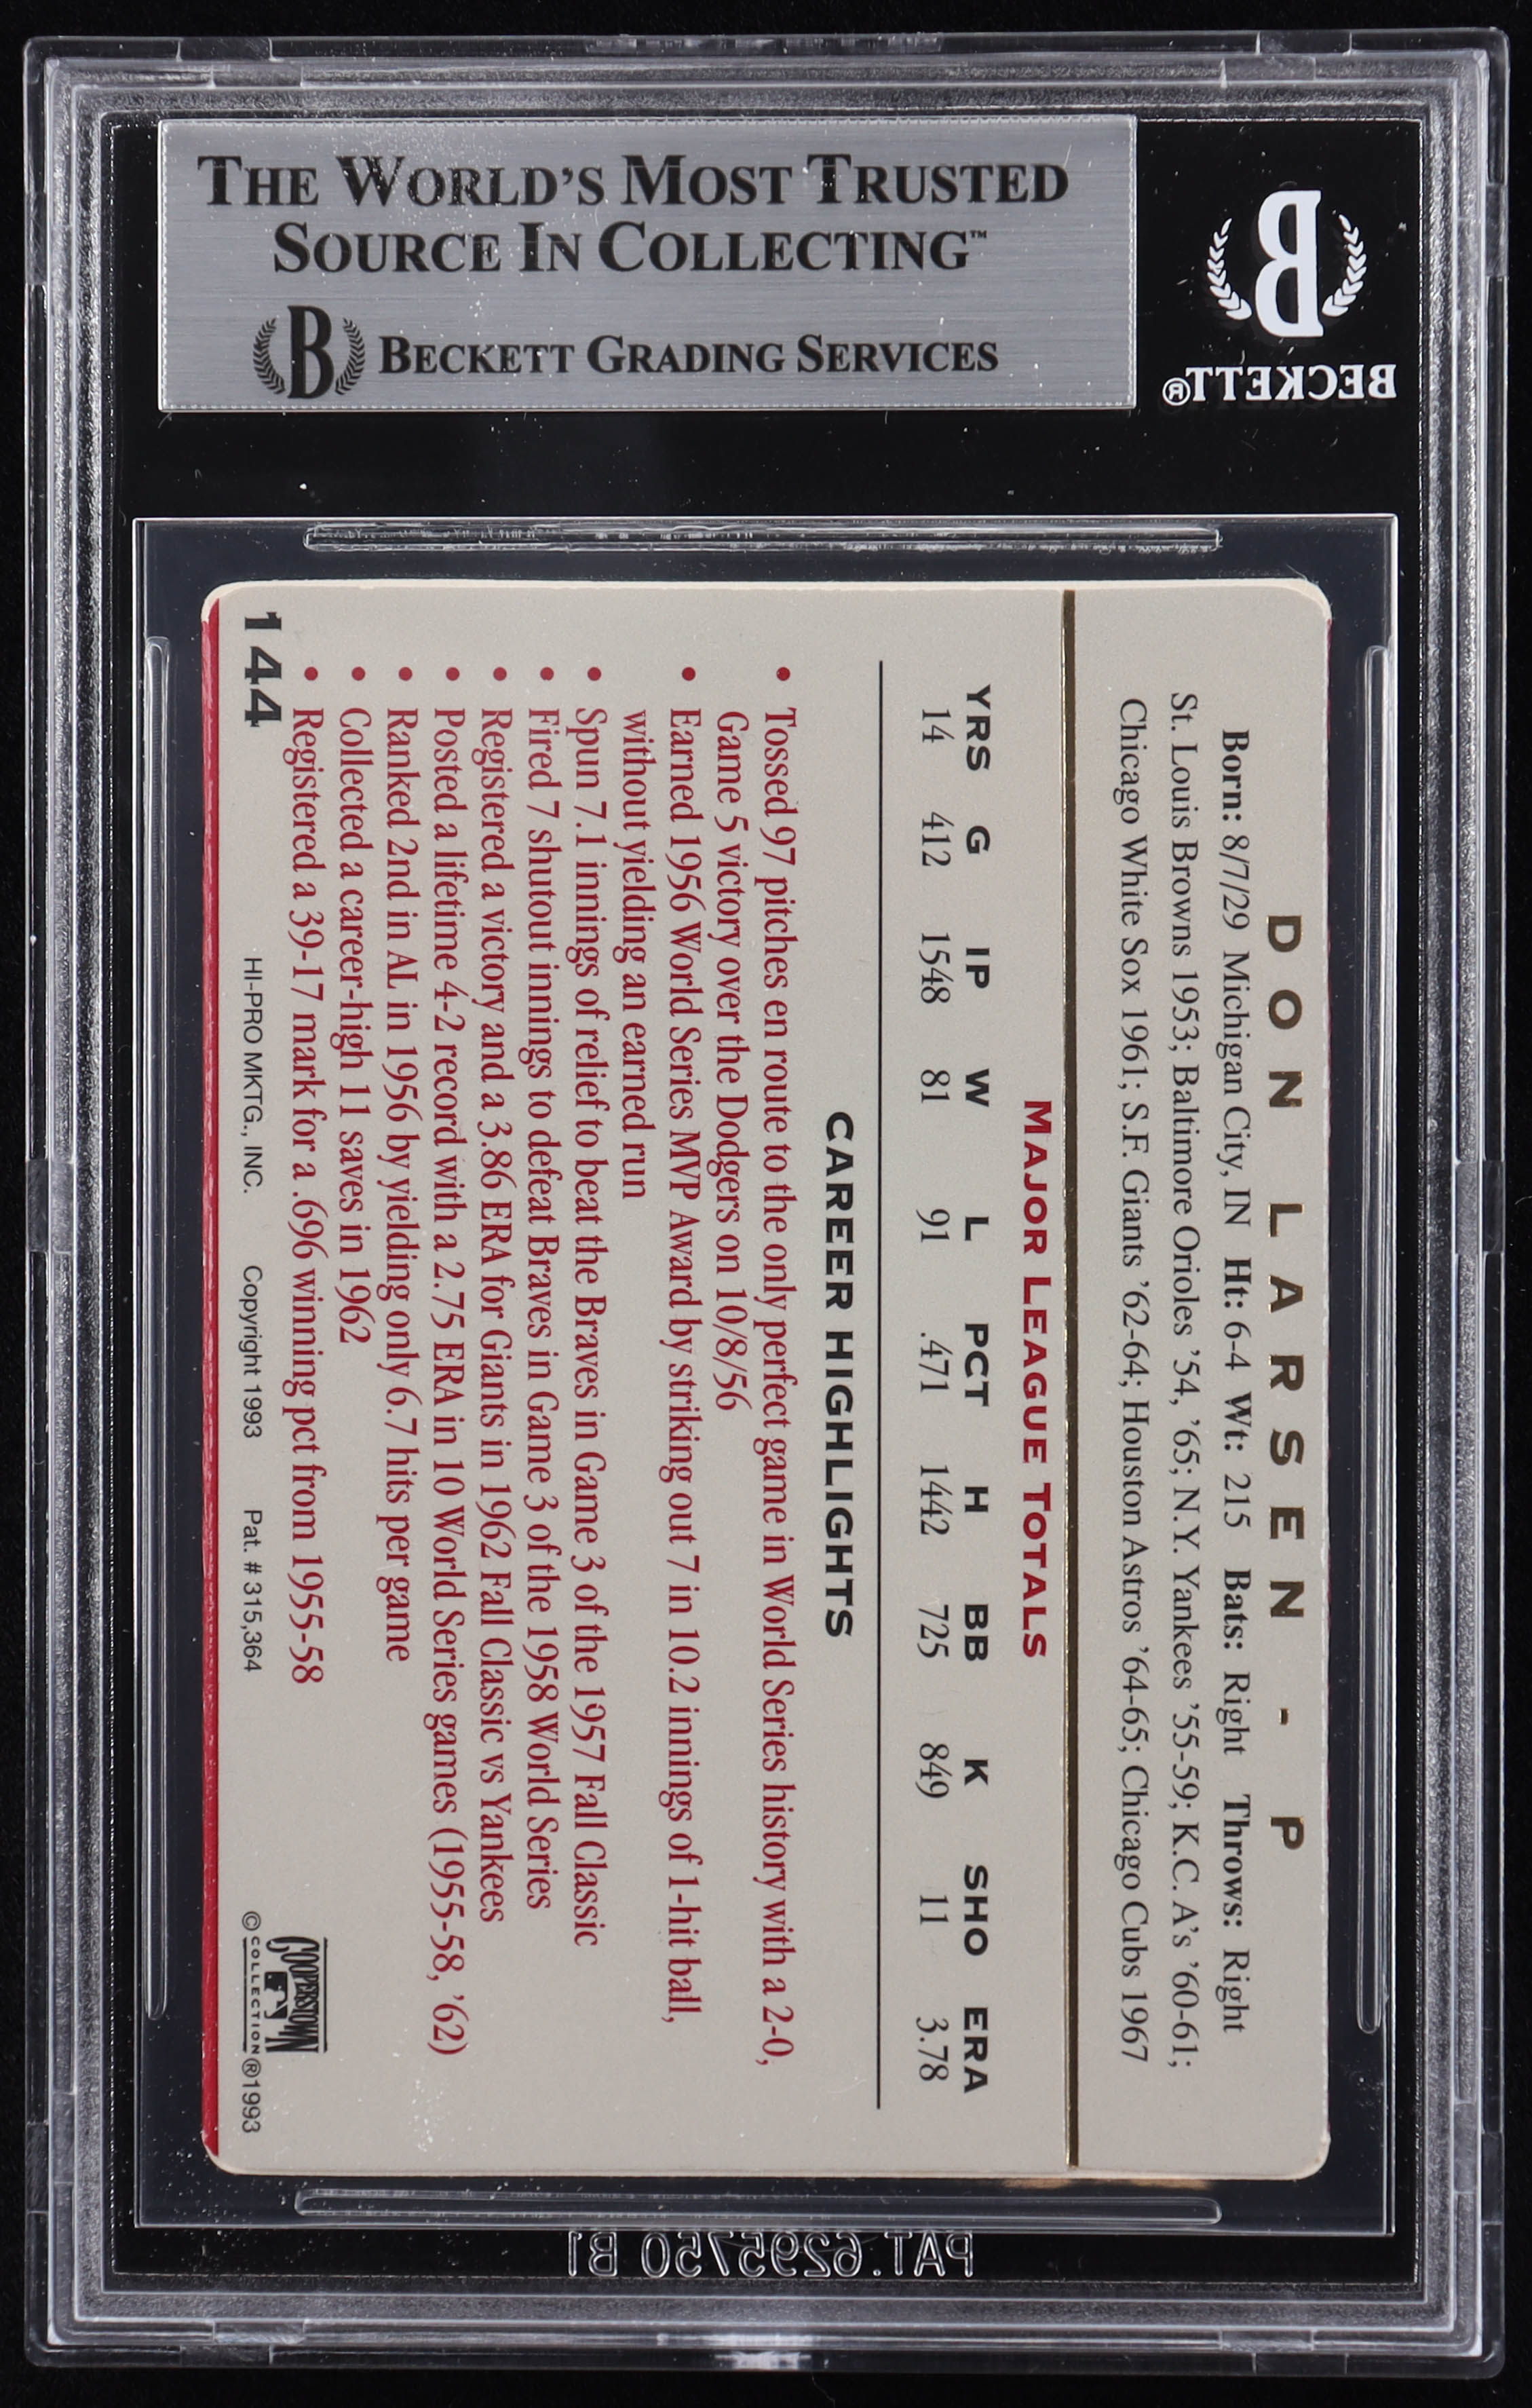 THE WORLD'S MOST TRUSTED
SOURCE IN COLLECTING™
B BECKETT GRADING SERVICES
B
BECKETT®
DON LARSEN - P
Born: 8/7/29 Michigan City, IN Ht: 6-4 Wt: 215 Bats: Right Throws: Right
St. Louis Browns 1953; Baltimore Orioles '54, '65; N.Y. Yankees '55-59; K.C. A's '60-61;
Chicago White Sox 1961; S.F. Giants '62-64; Houston Astros '64-65; Chicago Cubs 1967
MAJOR LEAGUE TOTALS
YRS G IP W L PCT H BB K SHO ERA
14 412 1548 81 91 .471 1442 725 849 11 3.78
CAREER HIGHLIGHTS
• Tossed 97 pitches en route to the only perfect game in World Series history with a 2-0,
Game 5 victory over the Dodgers on 10/8/56
• Earned 1956 World Series MVP Award by striking out 7 in 10.2 innings of 1-hit ball,
without yielding an earned run
• Spun 7.1 innings of relief to beat the Braves in Game 3 of the 1957 Fall Classic
• Fired 7 shutout innings to defeat Braves in Game 3 of the 1958 World Series
• Registered a victory and a 3.86 ERA for Giants in 1962 Fall Classic vs Yankees
• Posted a lifetime 4-2 record with a 2.75 ERA in 10 World Series games (1955-58, '62)
• Ranked 2nd in AL in 1956 by yielding only 6.7 hits per game
• Collected a career-high 11 saves in 1962
• Registered a 39-17 mark for a .696 winning pct from 1955-58
144 HI-PRO MKTG., INC. Copyright 1993 Pat. # 315,364
COOPERSTOWN
©COLLECTION®1993
PAT.6295750 B1